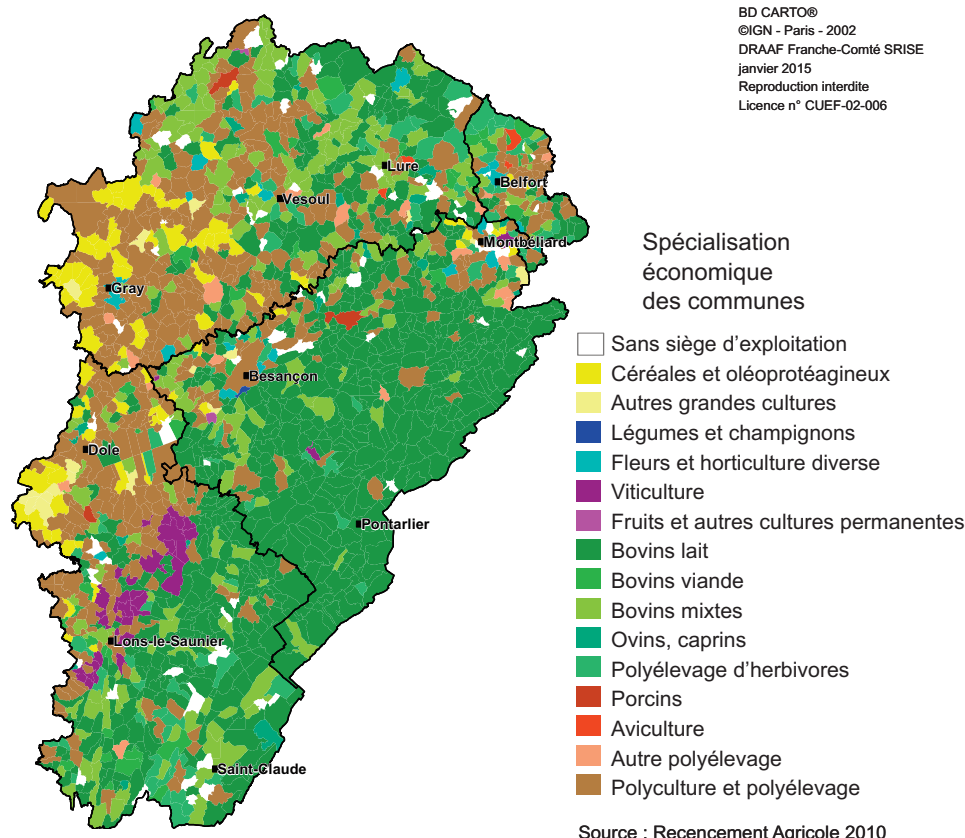 BD CARTO®
©IGN - Paris - 2002
DRAAF Franche-Comté SRISE
janvier 2015
Reproduction interdite
Licence n° CUEF-02-006
Lure
Belfort
Vesoul
Montbéliard
Gray
Besançon
Dole
Pontarlier
Lons-le-Saunier
Saint-Claude
Spécialisation
économique
des communes
Sans siège d'exploitation
Céréales et oléoprotéagineux
Autres grandes cultures
Légumes et champignons
Fleurs et horticulture diverse
Viticulture
Fruits et autres cultures permanentes
Bovins lait
Bovins viande
Bovins mixtes
Ovins, caprins
Polyélevage d'herbivores
Porcins
Aviculture
Autre polyélevage
Polyculture et polyélevage
Source : Recencement Agricole 2010